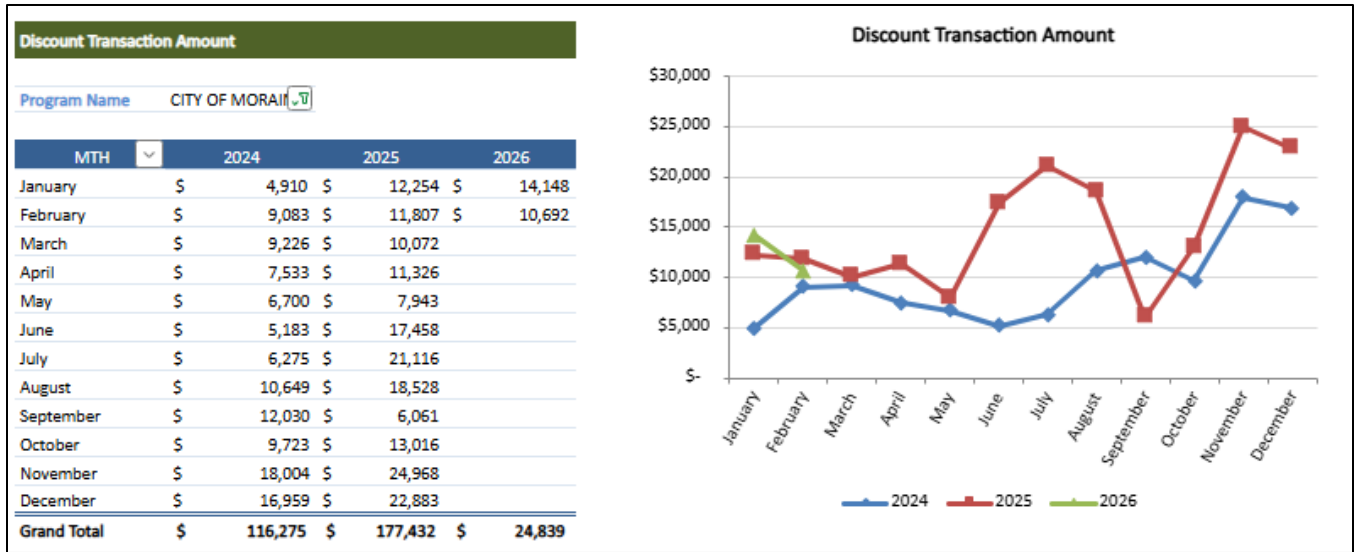 Discount Transaction Amount
Program Name CITY OF MORAI
MTH 2024 2025 2026
January $ 4,910 $ 12,254 $ 14,148
February $ 9,083 $ 11,807 $ 10,692
March $ 9,226 $ 10,072
April $ 7,533 $ 11,326
May $ 6,700 $ 7,943
June $ 5,183 $ 17,458
July $ 6,275 $ 21,116
August $ 10,649 $ 18,528
September $ 12,030 $ 6,061
October $ 9,723 $ 13,016
November $ 18,004 $ 24,968
December $ 16,959 $ 22,883
Grand Total $ 116,275 $ 177,432 $ 24,839
Discount Transaction Amount
$30,000
$25,000
$20,000
$15,000
$10,000
$5,000
$-
January February March April May June July August September October November December
2024 2025 2026